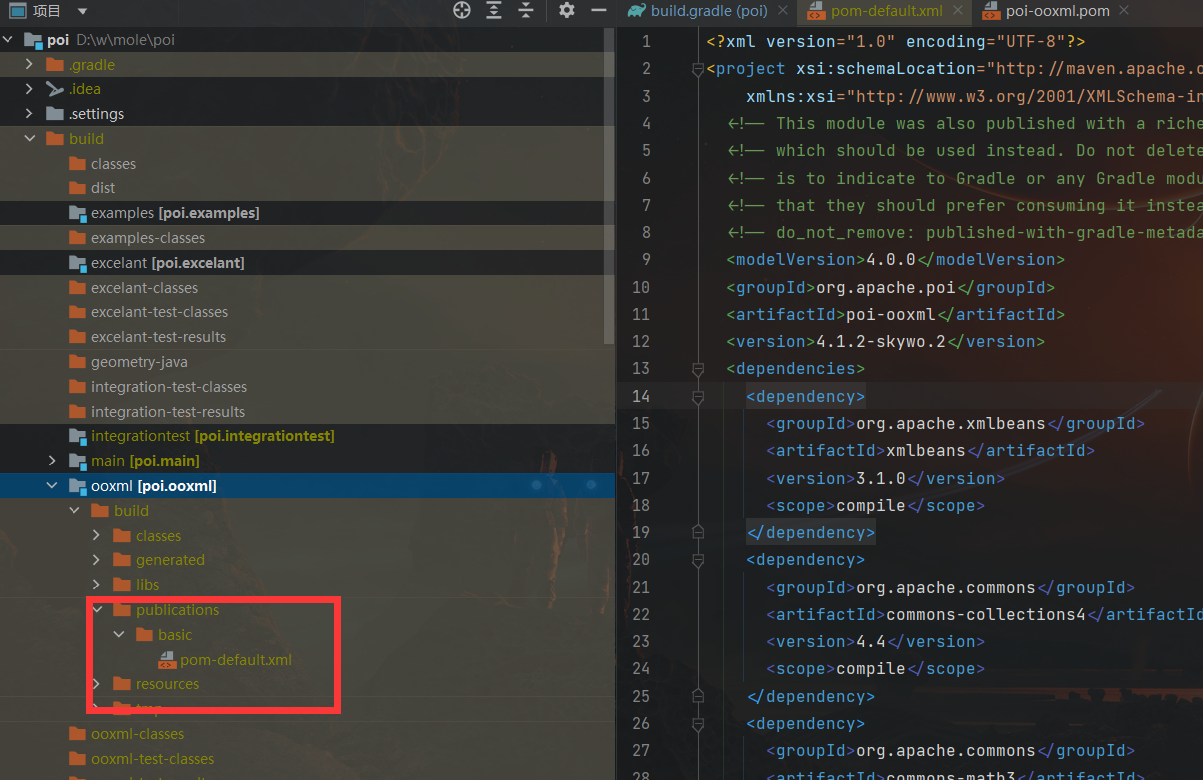 项目
poi D:\w\mole\poi
.gradle
.idea
.settings
build
classes
dist
examples [poi.examples]
examples-classes
excelant [poi.excelant]
excelant-classes
excelant-test-classes
excelant-test-results
geometry-java
integration-test-classes
integration-test-results
integrationtest [poi.integrationtest]
main [poi.main]
ooxml [poi.ooxml]
build
classes
generated
libs
publications
basic
pom-default.xml
resources
tmp
ooxml-classes
ooxml-test-classes
build.gradle (poi)
pom-default.xml
poi-ooxml.pom
1 <?xml version="1.0" encoding="UTF-8"?>
2 <project xsi:schemaLocation="http://maven.apache.o
3 xmlns:xsi="http://www.w3.org/2001/XMLSchema-in
4 <!-- This module was also published with a riche
5 <!-- which should be used instead. Do not delete
6 <!-- is to indicate to Gradle or any Gradle modu
7 <!-- that they should prefer consuming it instea
8 <!-- do_not_remove: published-with-gradle-metada
9 <modelVersion>4.0.0</modelVersion>
10 <groupId>org.apache.poi</groupId>
11 <artifactId>poi-ooxml</artifactId>
12 <version>4.1.2-skywo.2</version>
13 <dependencies>
14 <dependency>
15 <groupId>org.apache.xmlbeans</groupId>
16 <artifactId>xmlbeans</artifactId>
17 <version>3.1.0</version>
18 <scope>compile</scope>
19 </dependency>
20 <dependency>
21 <groupId>org.apache.commons</groupId>
22 <artifactId>commons-collections4</artifactId
23 <version>4.4</version>
24 <scope>compile</scope>
25 </dependency>
26 <dependency>
27 <groupId>org.apache.commons</groupId>
28 <artifactId>commons-math3</artifactId>